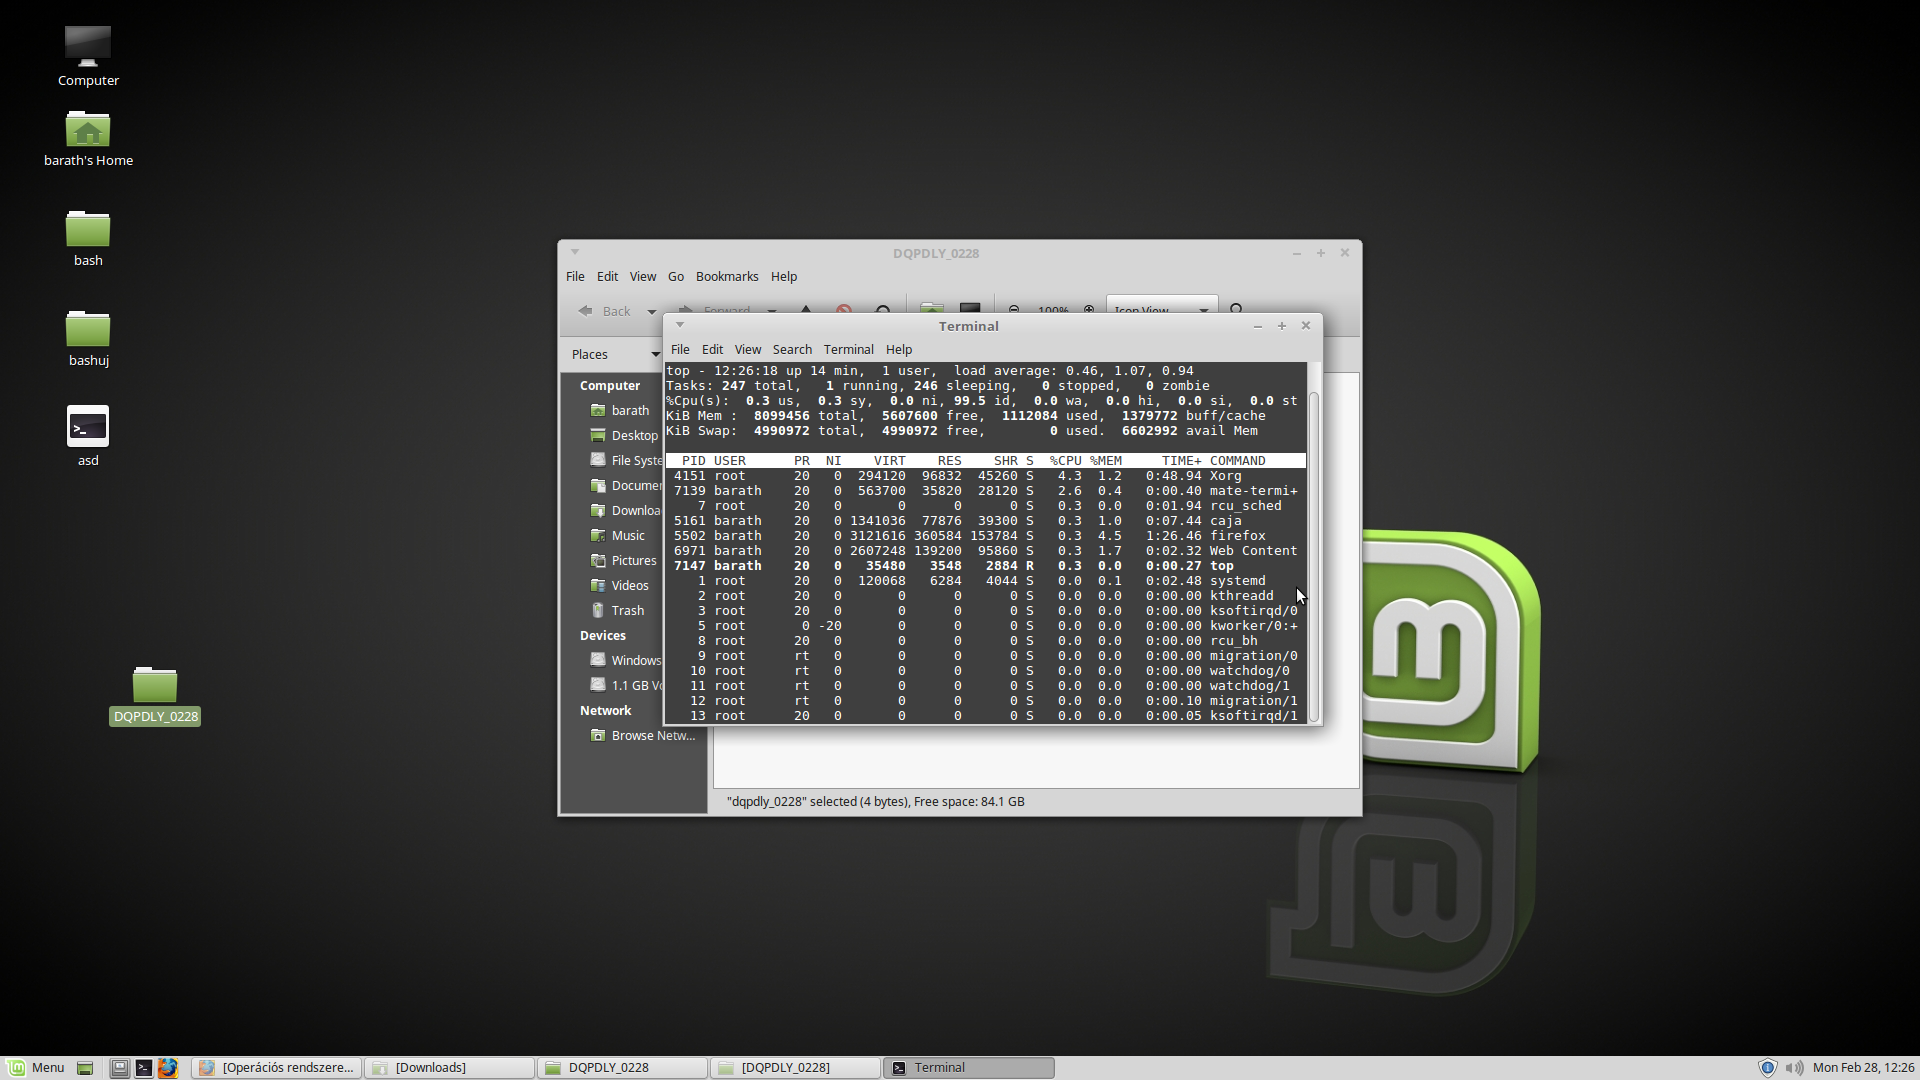 Computer
barath's Home
bash
bashuj
asd
DQPDLY_0228
DQPDLY_0228
File Edit View Go Bookmarks Help
Back Forward 100% Icon View
Places
Computer
barath
Desktop
File Syste
Documen
Downloa
Music
Pictures
Videos
Trash
Devices
Windows
1.1 GB Vo
Network
Browse Netw...
"dqpdly_0228" selected (4 bytes), Free space: 84.1 GB
Terminal
File Edit View Search Terminal Help
top - 12:26:18 up 14 min,  1 user,  load average: 0.46, 1.07, 0.94
Tasks: 247 total,   1 running, 246 sleeping,   0 stopped,   0 zombie
%Cpu(s):  0.3 us,  0.3 sy,  0.0 ni, 99.5 id,  0.0 wa,  0.0 hi,  0.0 si,  0.0 st
KiB Mem :  8099456 total,  5607600 free,  1112084 used,  1379772 buff/cache
KiB Swap:  4990972 total,  4990972 free,        0 used.  6602992 avail Mem
PID USER      PR  NI    VIRT    RES    SHR S  %CPU %MEM     TIME+ COMMAND
4151 root      20   0  294120  96832  45260 S   4.3  1.2   0:48.94 Xorg
7139 barath    20   0  563700  35820  28120 S   2.6  0.4   0:00.40 mate-termi+
7 root      20   0       0      0      0 S   0.3  0.0   0:01.94 rcu_sched
5161 barath    20   0 1341036  77876  39300 S   0.3  1.0   0:07.44 caja
5502 barath    20   0 3121616 360584 153784 S   0.3  4.5   1:26.46 firefox
6971 barath    20   0 2607248 139200  95860 S   0.3  1.7   0:02.32 Web Content
7147 barath    20   0   35480   3548   2884 R   0.3  0.0   0:00.27 top
1 root      20   0  120068   6284   4044 S   0.0  0.1   0:02.48 systemd
2 root      20   0       0      0      0 S   0.0  0.0   0:00.00 kthreadd
3 root      20   0       0      0      0 S   0.0  0.0   0:00.00 ksoftirqd/0
5 root       0 -20       0      0      0 S   0.0  0.0   0:00.00 kworker/0:+
8 root      20   0       0      0      0 S   0.0  0.0   0:00.00 rcu_bh
9 root      rt   0       0      0      0 S   0.0  0.0   0:00.00 migration/0
10 root      rt   0       0      0      0 S   0.0  0.0   0:00.00 watchdog/0
11 root      rt   0       0      0      0 S   0.0  0.0   0:00.00 watchdog/1
12 root      rt   0       0      0      0 S   0.0  0.0   0:00.10 migration/1
13 root      20   0       0      0      0 S   0.0  0.0   0:00.05 ksoftirqd/1
Menu [Operációs rendszere... [Downloads] DQPDLY_0228 [DQPDLY_0228] Terminal Mon Feb 28, 12:26